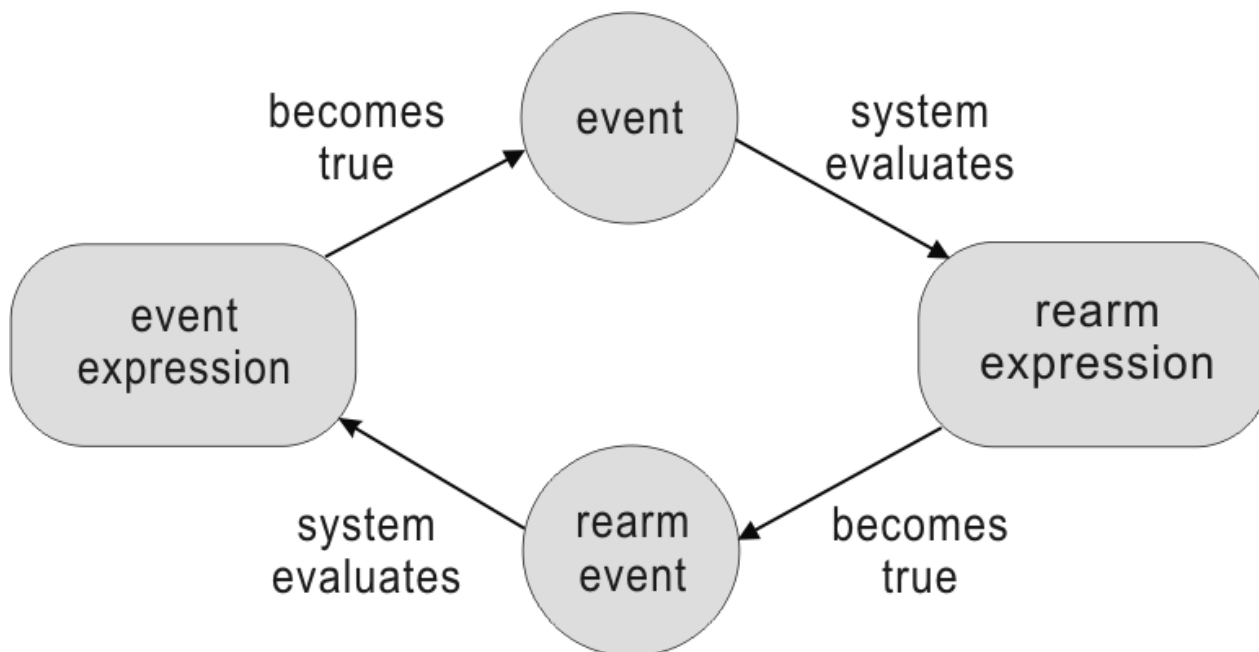 becomes
true
event
system
evaluates
event
expression
rearm
expression
system
evaluates
rearm
event
becomes
true